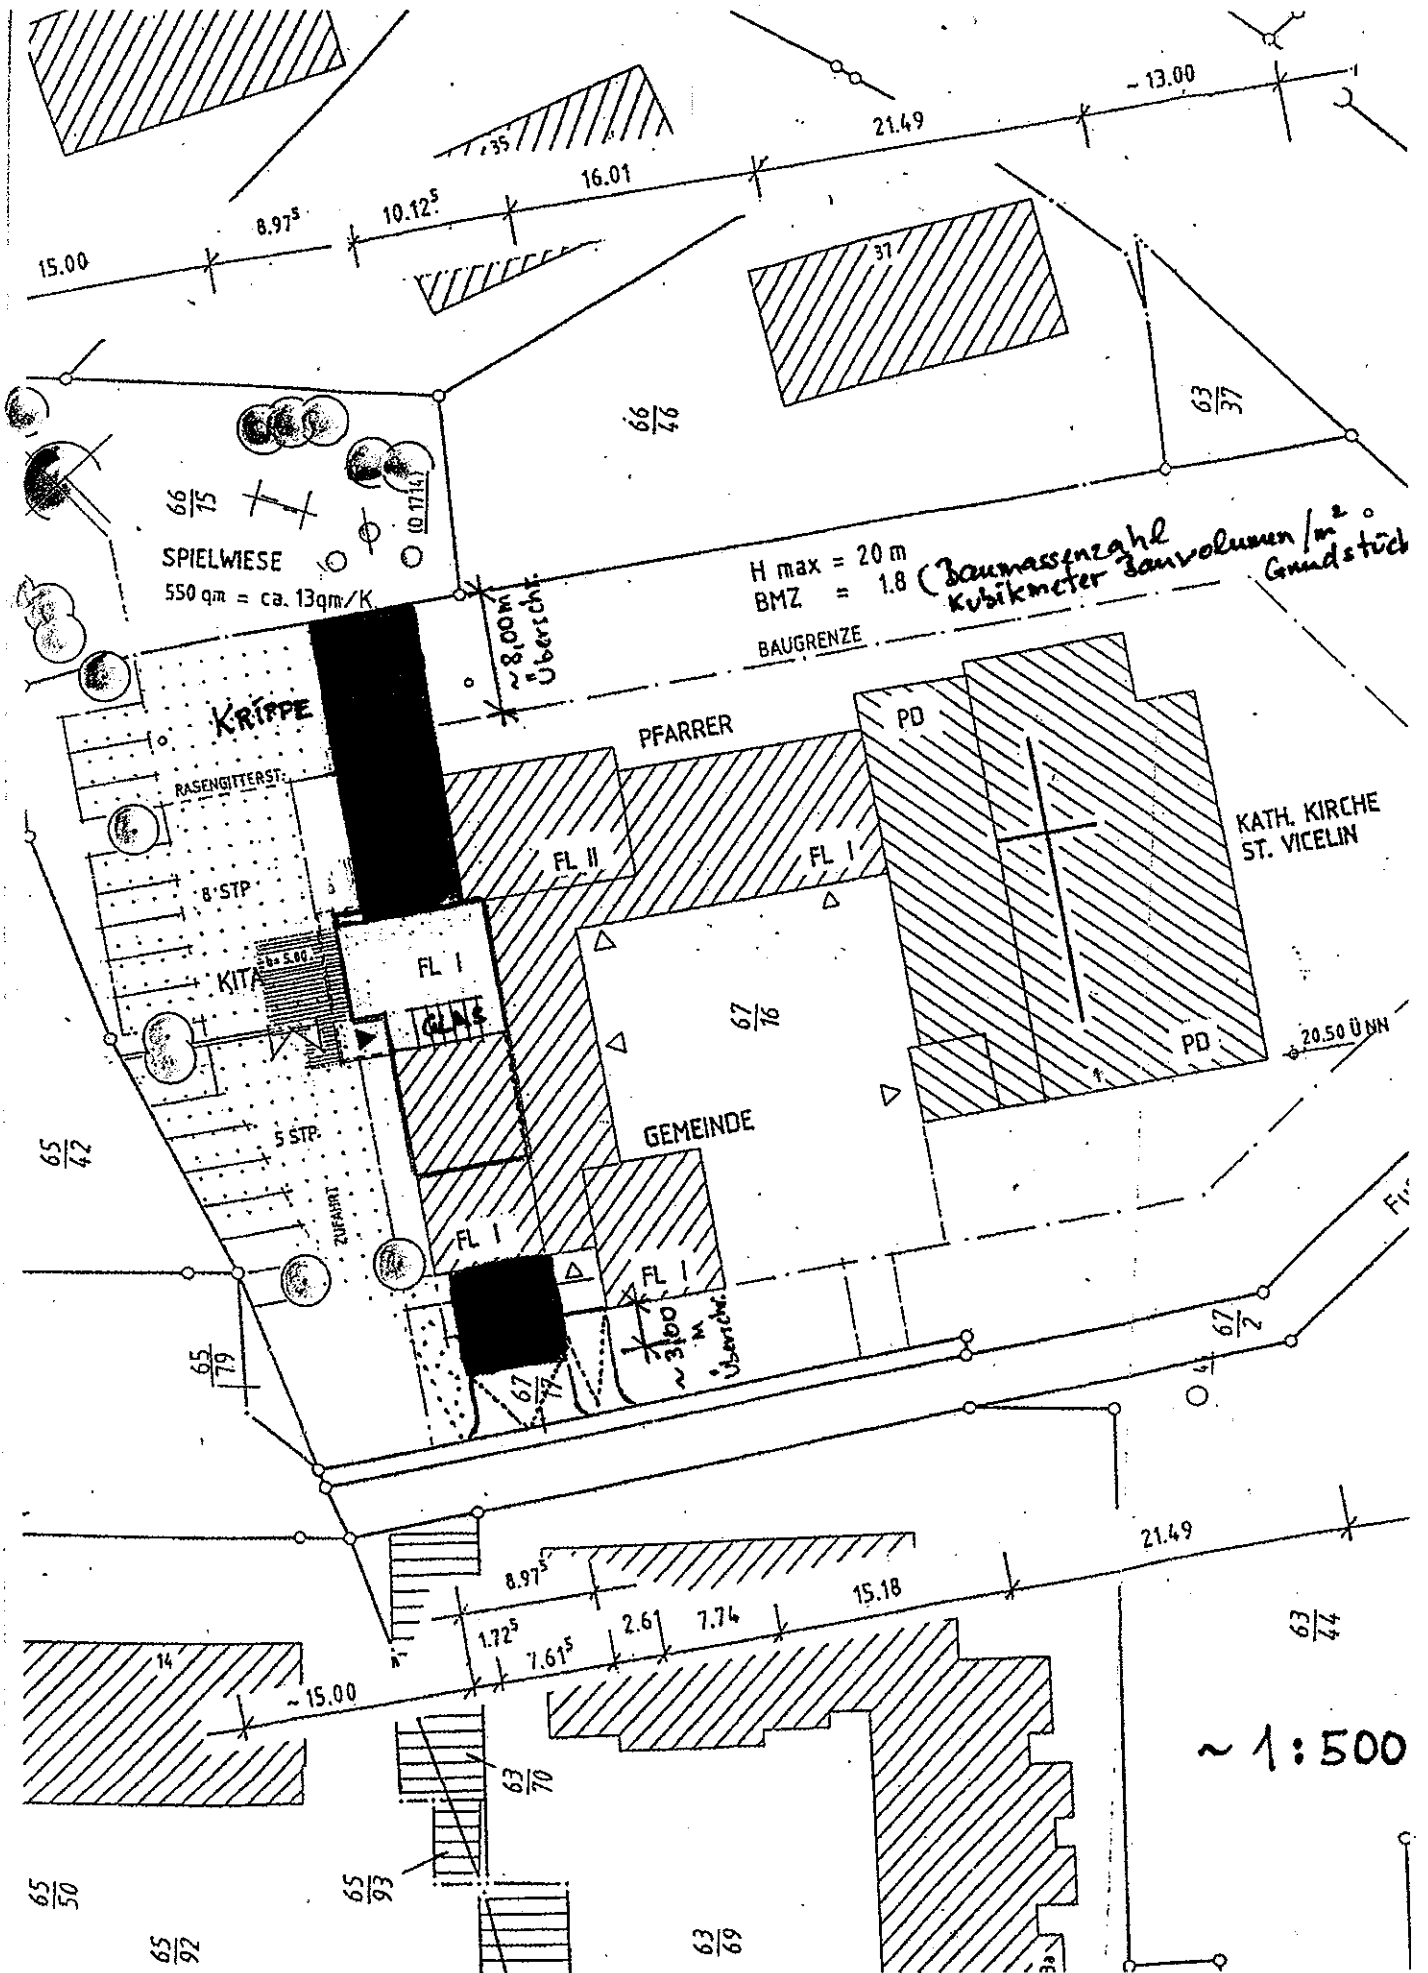 ~ 13.00
21.49
35
16.01
10.12⁵
8.97⁵
15.00
37
66
46
63
37
66
15
SPIELWIESE
550 qm = ca. 13qm/K
H max = 20 m
BMZ = 1.8 (Baumassenzahl
Kubikmeter Bauvolumen /m²
Grundstück
~ 8,00m
Überschr.
BAUGRENZE
KRIPPE
PFARRER
PD
RASENGITTERST.
KATH. KIRCHE
ST. VICELIN
FL II
FL I
8 STP
b= 5.00
KITA
FL I
GLAS
67
16
PD
20.50 Ü NN
5 STP.
GEMEINDE
65
42
ZUFAHRT
FL I
FL I
~ 3,00
m
Überschr.
67
2
65
79
67
17
21.49
8.97⁵
15.18
1.72⁵
7.61⁵
2.61
7.74
63
44
14
~ 15.00
~ 1:500
63
70
65
50
65
93
65
92
63
69
3a